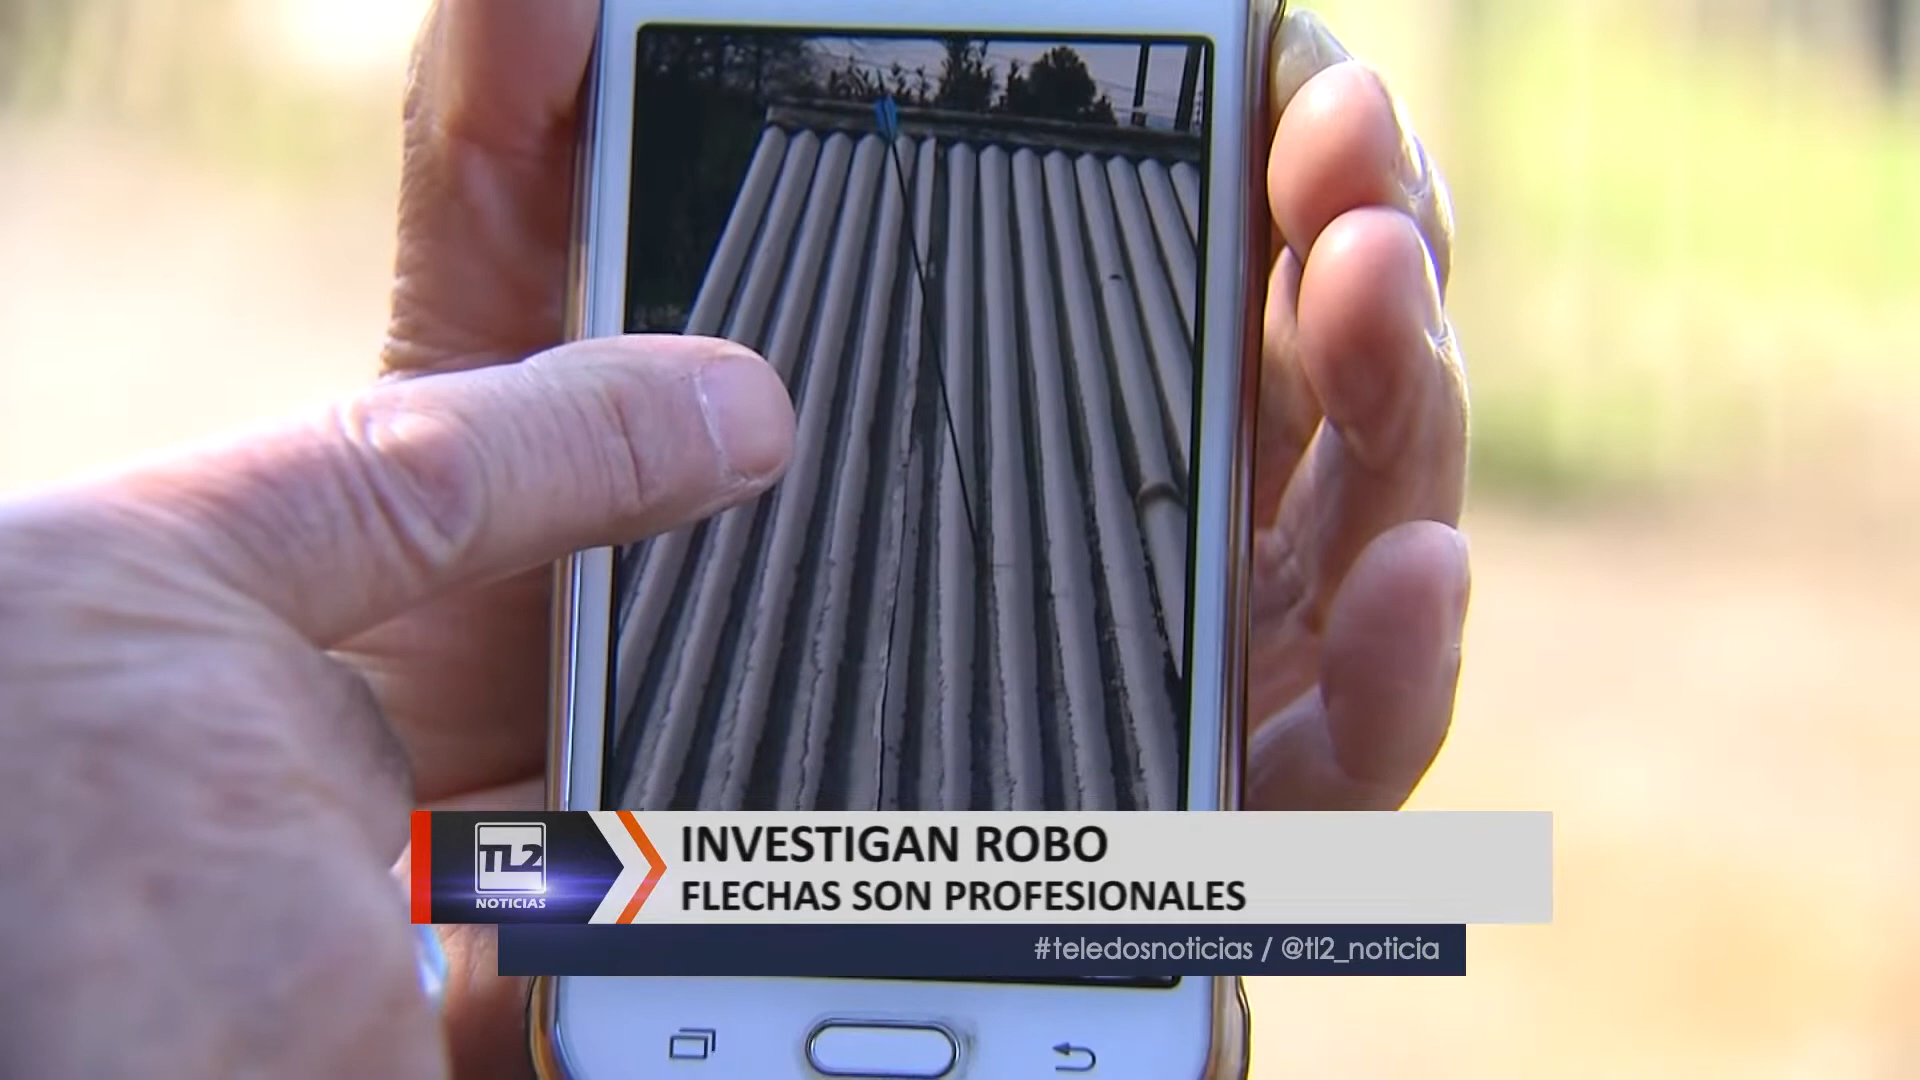 TL2
NOTICIAS
INVESTIGAN ROBO
FLECHAS SON PROFESIONALES
#teledosnoticias / @tl2_noticia